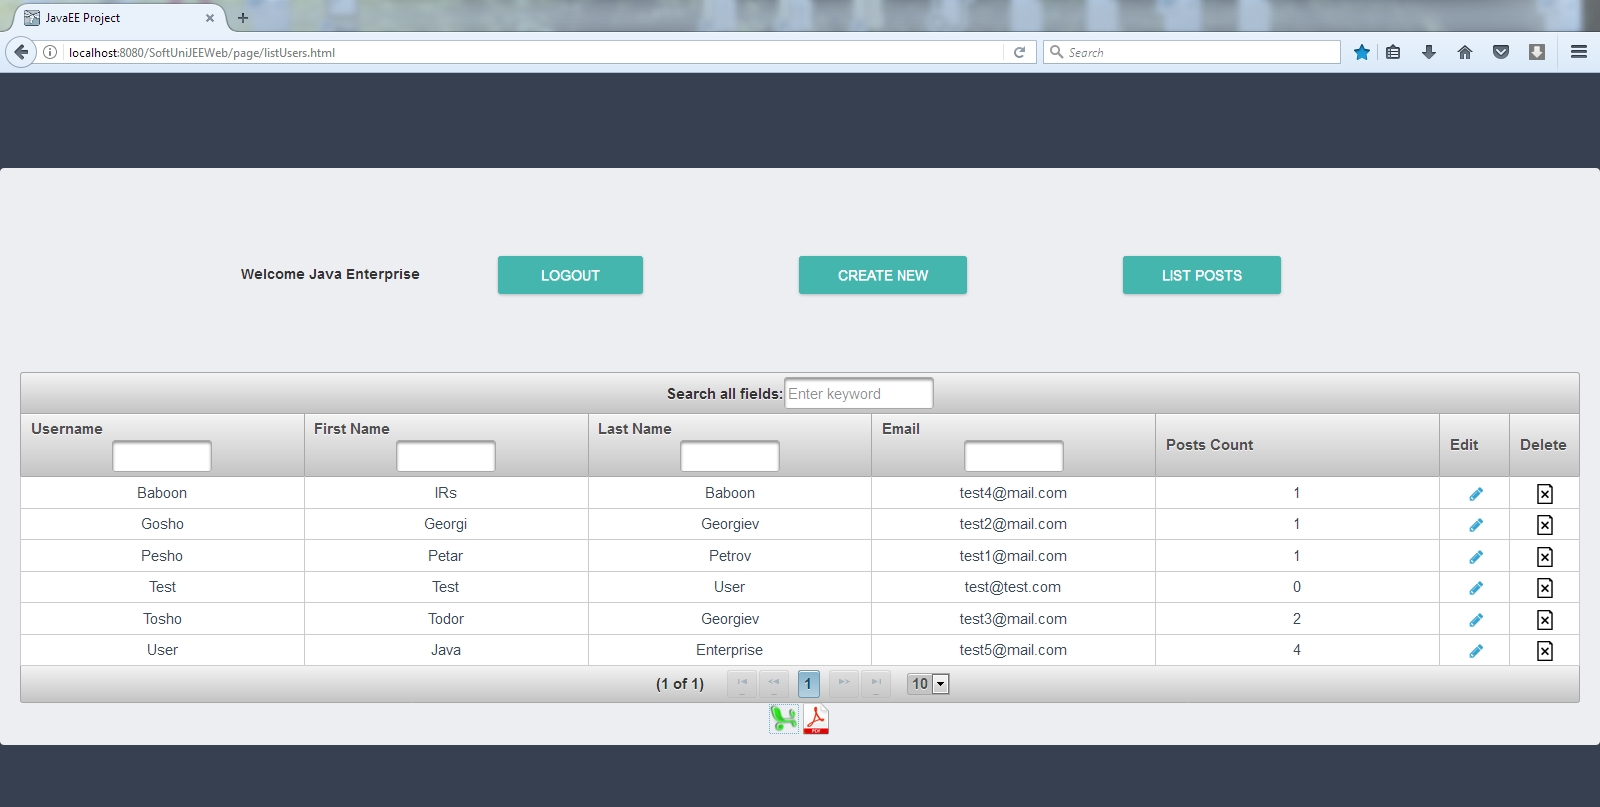 JavaEE Project
localhost:8080/SoftUniJEEWeb/page/listUsers.html
Search
Welcome Java Enterprise
LOGOUT
CREATE NEW
LIST POSTS
Search all fields: Enter keyword
Username First Name Last Name Email Posts Count Edit Delete
Baboon IRs Baboon test4@mail.com 1
Gosho Georgi Georgiev test2@mail.com 1
Pesho Petar Petrov test1@mail.com 1
Test Test User test@test.com 0
Tosho Todor Georgiev test3@mail.com 2
User Java Enterprise test5@mail.com 4
(1 of 1) 1 10
PDF